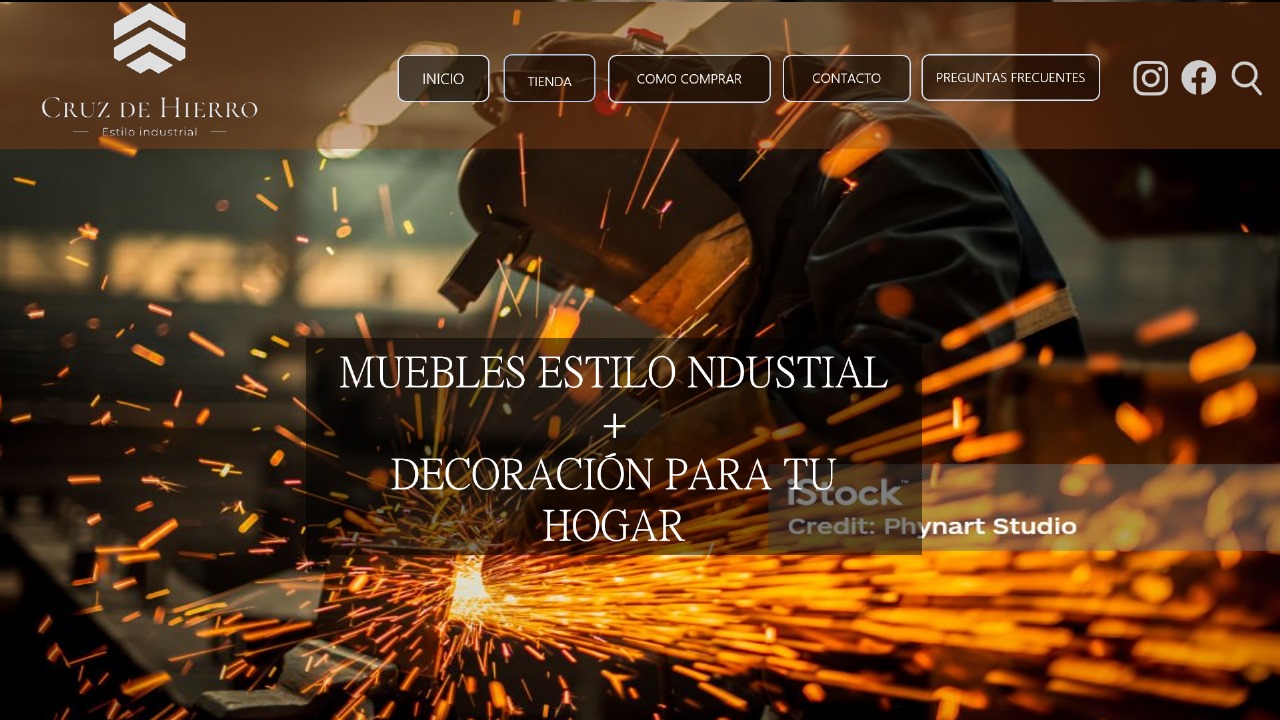 CRUZ DE HIERRO
Estilo industrial
INICIO
TIENDA
COMO COMPRAR
CONTACTO
PREGUNTAS FRECUENTES
MUEBLES ESTILO NDUSTIAL
+
DECORACIÓN PARA TU
HOGAR
iStock™
Credit: Phynart Studio